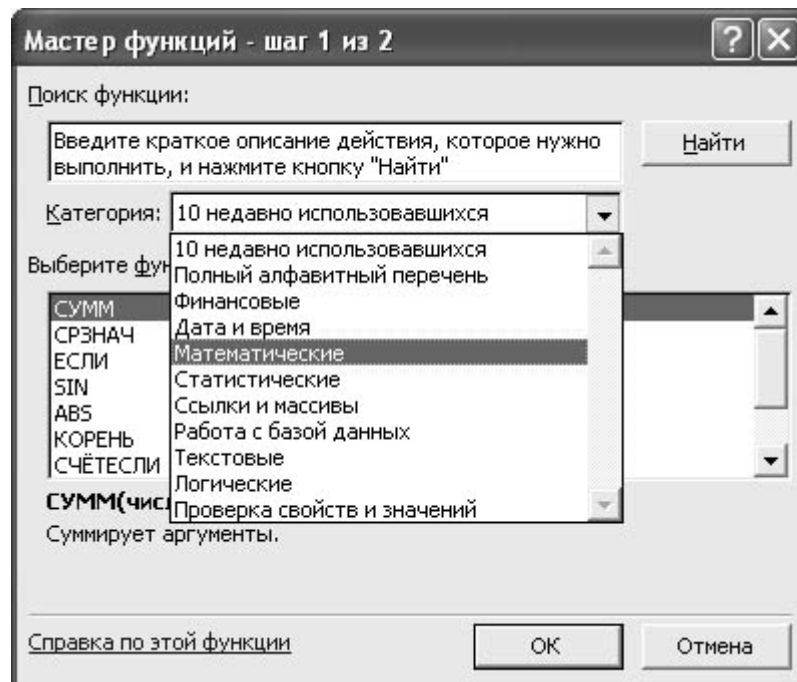 Мастер функций - шаг 1 из 2
Поиск функции:
Введите краткое описание действия, которое нужно
выполнить, и нажмите кнопку "Найти"
Найти
Категория:
10 недавно использовавшихся
10 недавно использовавшихся
Полный алфавитный перечень
Финансовые
Дата и время
Математические
Статистические
Ссылки и массивы
Работа с базой данных
Текстовые
Логические
Проверка свойств и значений
Выберите фун
СУММ
СРЗНАЧ
ЕСЛИ
SIN
ABS
КОРЕНЬ
СЧЁТЕСЛИ
СУММ(числ
Суммирует аргументы.
Справка по этой функции
ОК
Отмена